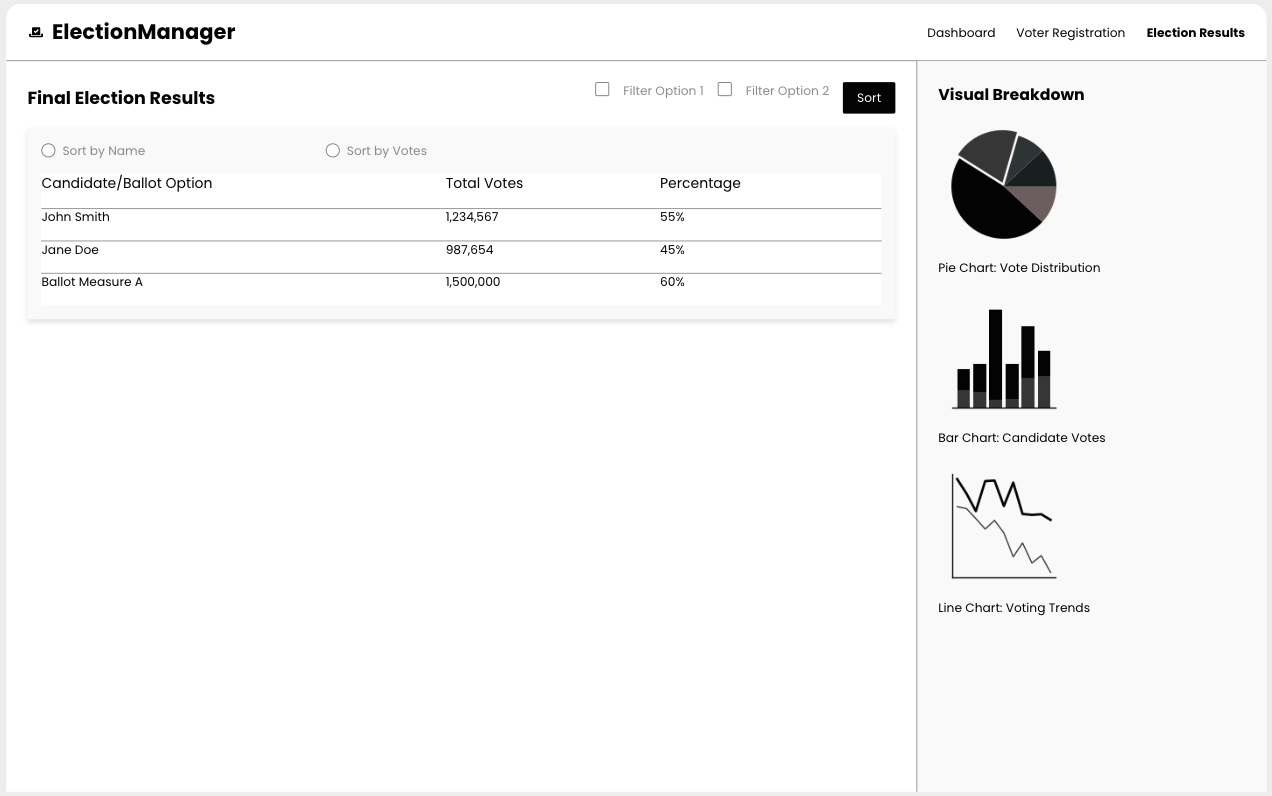 ElectionManager
Dashboard Voter Registration Election Results
Final Election Results
Filter Option 1 Filter Option 2 Sort
Sort by Name Sort by Votes
Candidate/Ballot Option Total Votes Percentage
John Smith 1,234,567 55%
Jane Doe 987,654 45%
Ballot Measure A 1,500,000 60%
Visual Breakdown
Pie Chart: Vote Distribution
Bar Chart: Candidate Votes
Line Chart: Voting Trends